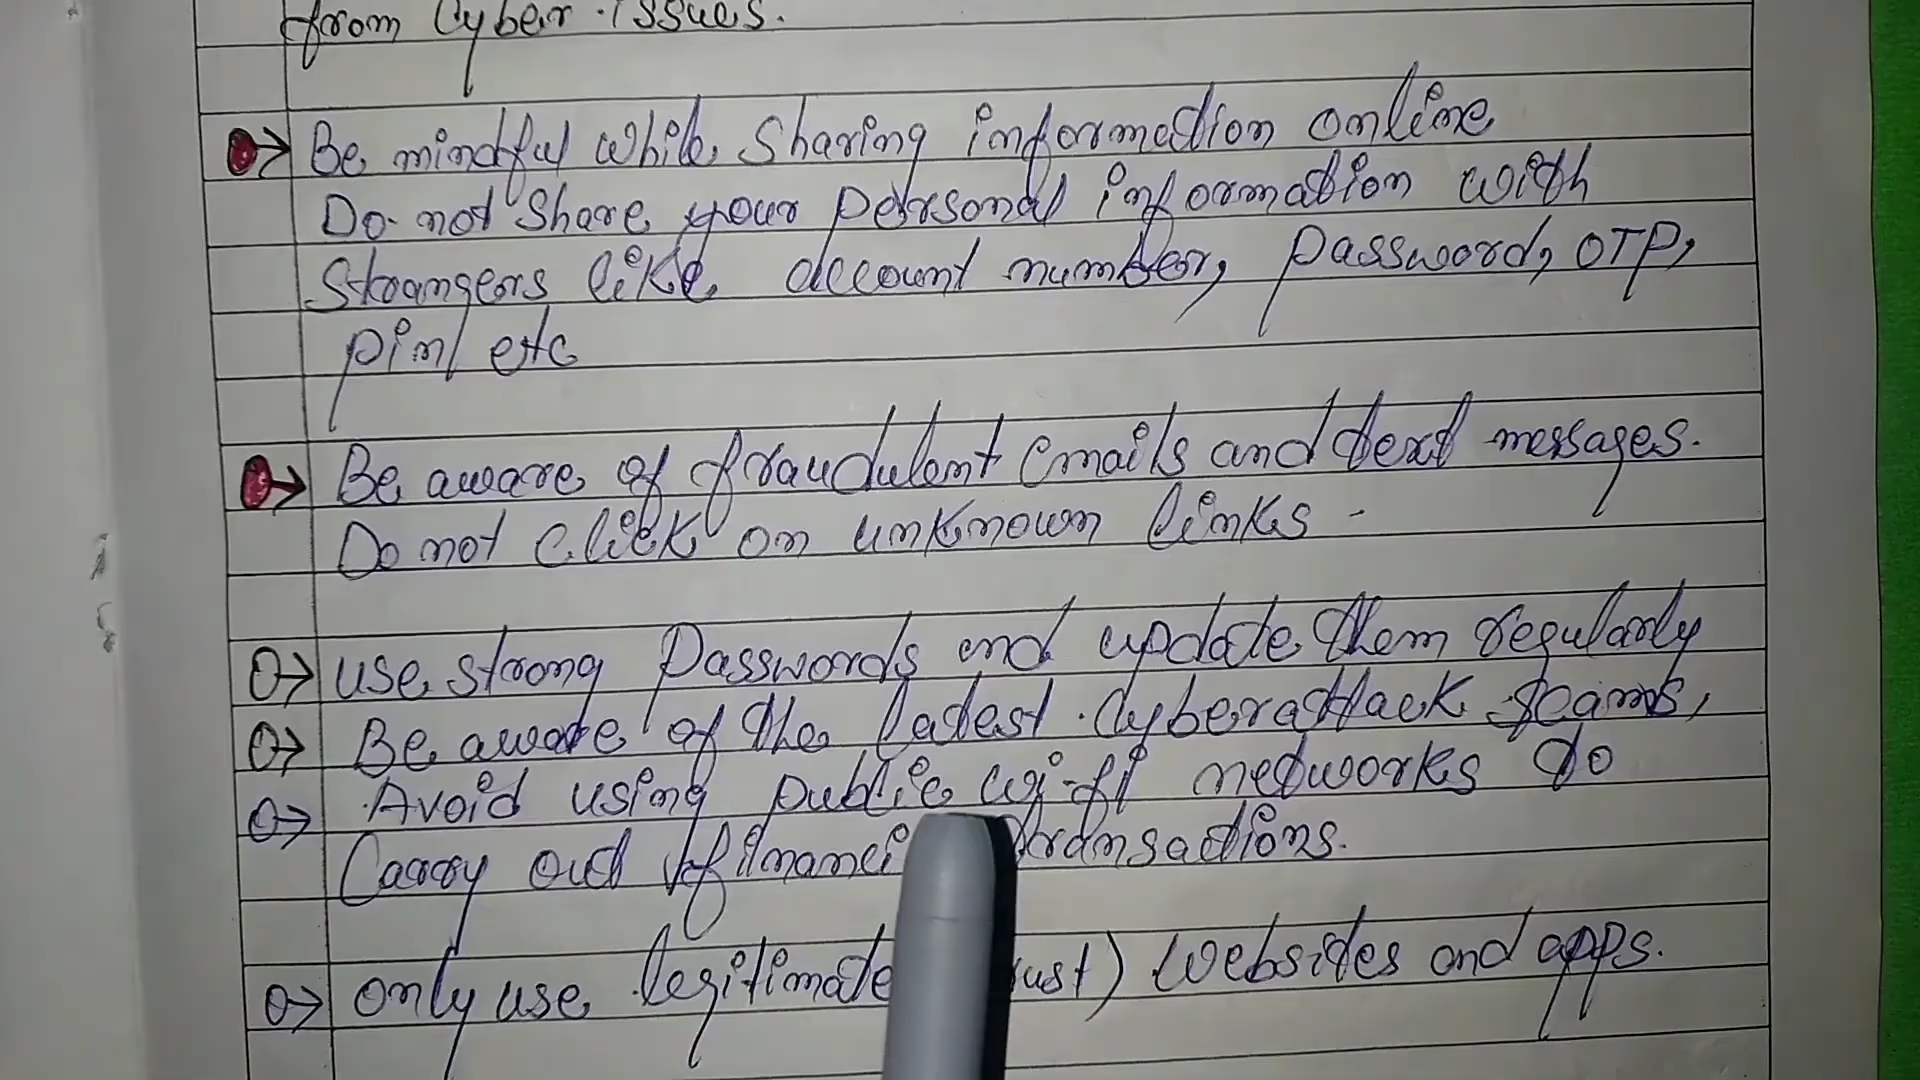 from Cyber issues.
Be mindful while Sharing information online
Do not Share your personal information with
Strangers like account number, password, OTP,
pin/ etc
Be aware of fraudulent emails and text messages.
Do not click on unknown links -
use strong Passwords and update them regularly
Be aware of the latest Cyberattack scams,
Avoid using public wi-fi networks to
Carry out transactions.
only use legitimate websites and apps.